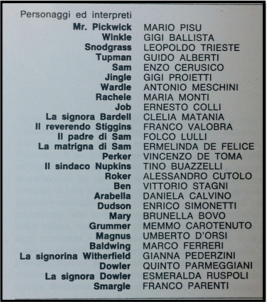 Personaggi ed interpreti
Mr. Pickwick MARIO PISU
Winkle GIGI BALLISTA
Snodgrass LEOPOLDO TRIESTE
Tupman GUIDO ALBERTI
Sam ENZO CERUSICO
Jingle GIGI PROIETTI
Wardle ANTONIO MESCHINI
Rachele MARIA MONTI
Job ERNESTO COLLI
La signora Bardell CLELIA MATANIA
Il reverendo Stiggins FRANCO VALOBRA
Il padre di Sam FOLCO LULLI
La matrigna di Sam ERMELINDA DE FELICE
Perker VINCENZO DE TOMA
Il sindaco Nupkins TINO BUAZZELLI
Roker ALESSANDRO CUTOLO
Ben VITTORIO STAGNI
Arabella DANIELA CALVINO
Dudson ENRICO SIMONETTI
Mary BRUNELLA BOVO
Grummer MEMMO CAROTENUTO
Magnus UMBERTO D'ORSI
Baldwing MARCO FERRERI
La signorina Witherfield GIANNA PEDERZINI
Dowler QUINTO PARMEGGIANI
La signora Dowler ESMERALDA RUSPOLI
Smargle FRANCO PARENTI